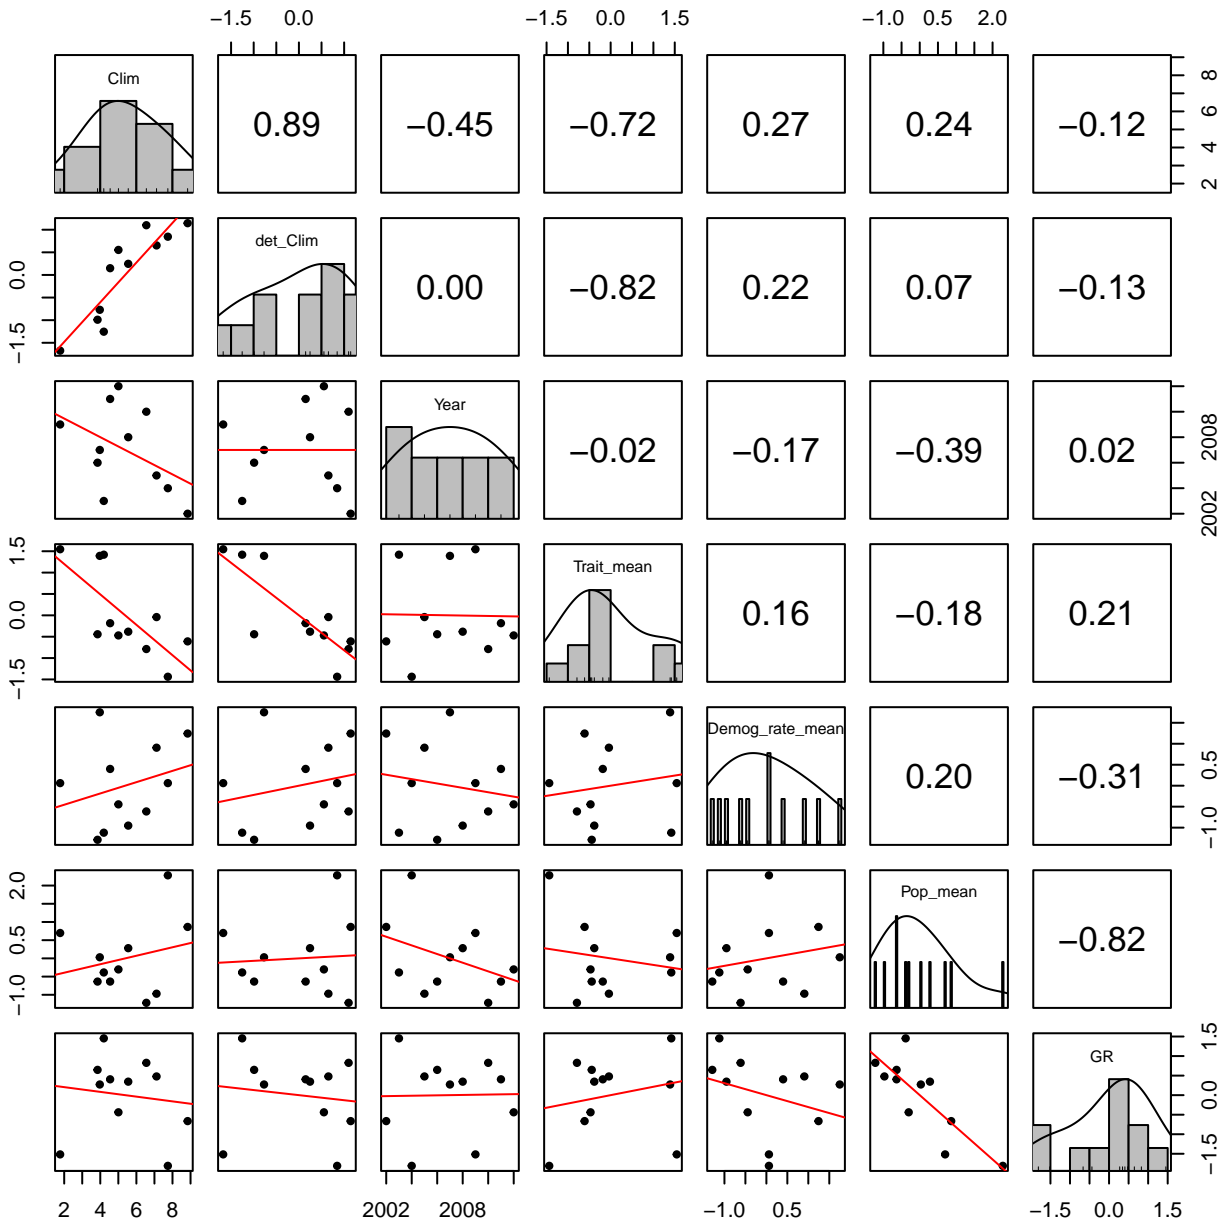 −1.5 0.0 −1.5 0.0 1.5 −1.0 0.5 2.0
Clim 0.89 −0.45 −0.72 0.27 0.24 −0.12 2 4 6 8
−1.5 0.0 det_Clim 0.00 −0.82 0.22 0.07 −0.13
Year −0.02 −0.17 −0.39 0.02 2002 2008
−1.5 0.0 1.5 Trait_mean 0.16 −0.18 0.21
Demog_rate_mean 0.20 −0.31 −1.0 0.5
−1.0 0.5 2.0 Pop_mean −0.82
GR −1.5 0.0 1.5
2 4 6 8 2002 2008 −1.0 0.5 −1.5 0.0 1.5